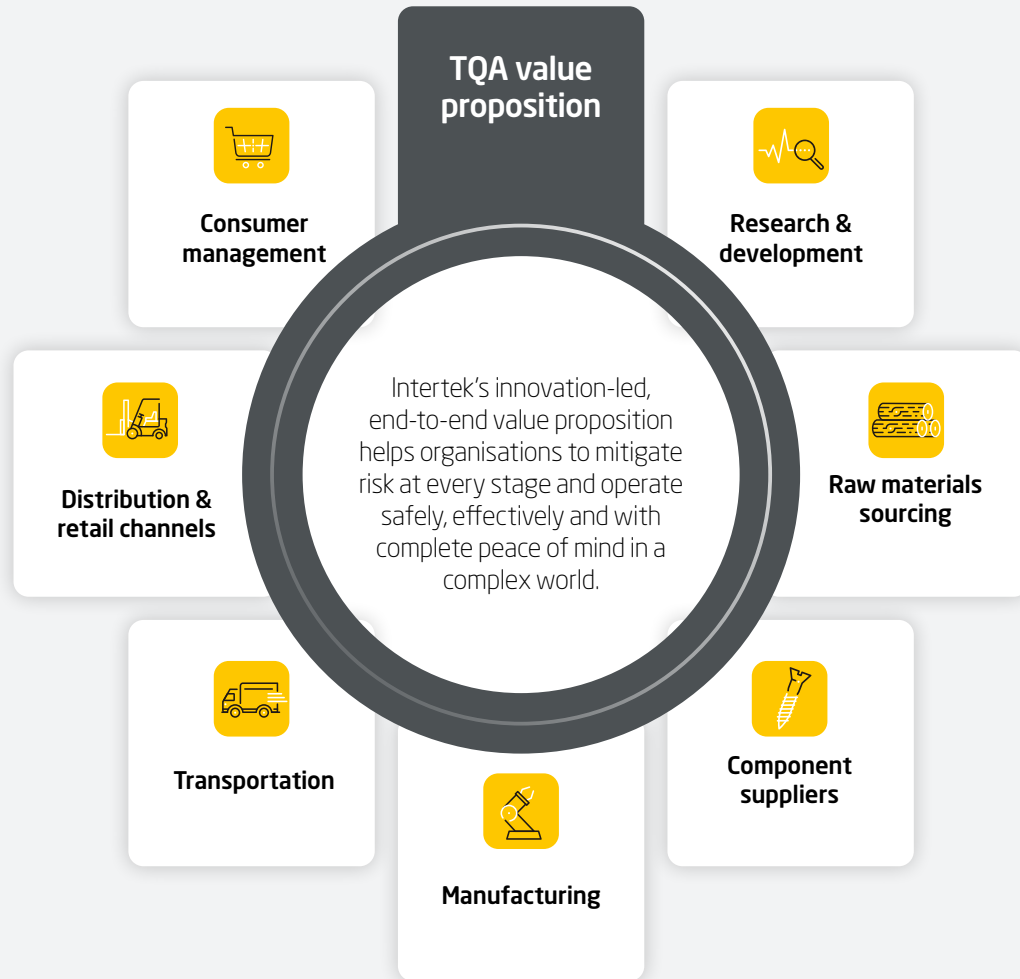 TQA value
proposition
Consumer
management
Research &
development
Intertek's innovation-led,
end-to-end value proposition
helps organisations to mitigate
risk at every stage and operate
safely, effectively and with
complete peace of mind in a
complex world.
Distribution &
retail channels
Raw materials
sourcing
Transportation
Component
suppliers
Manufacturing